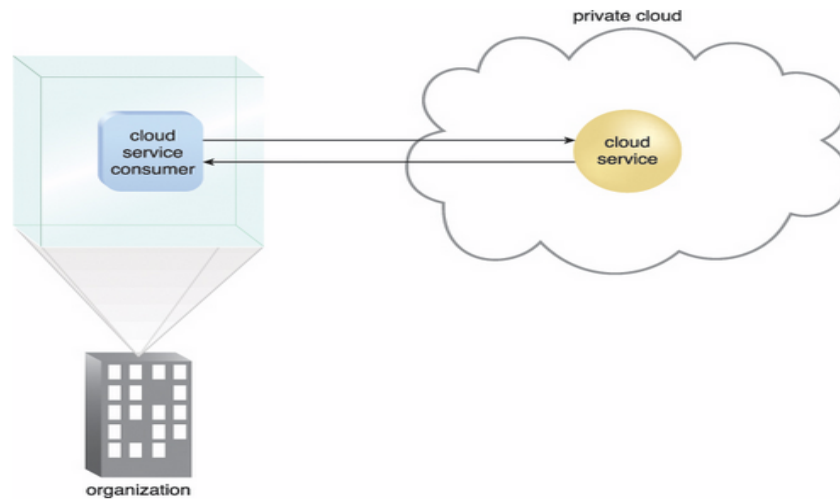 private cloud
cloud
service
consumer
cloud
service
organization